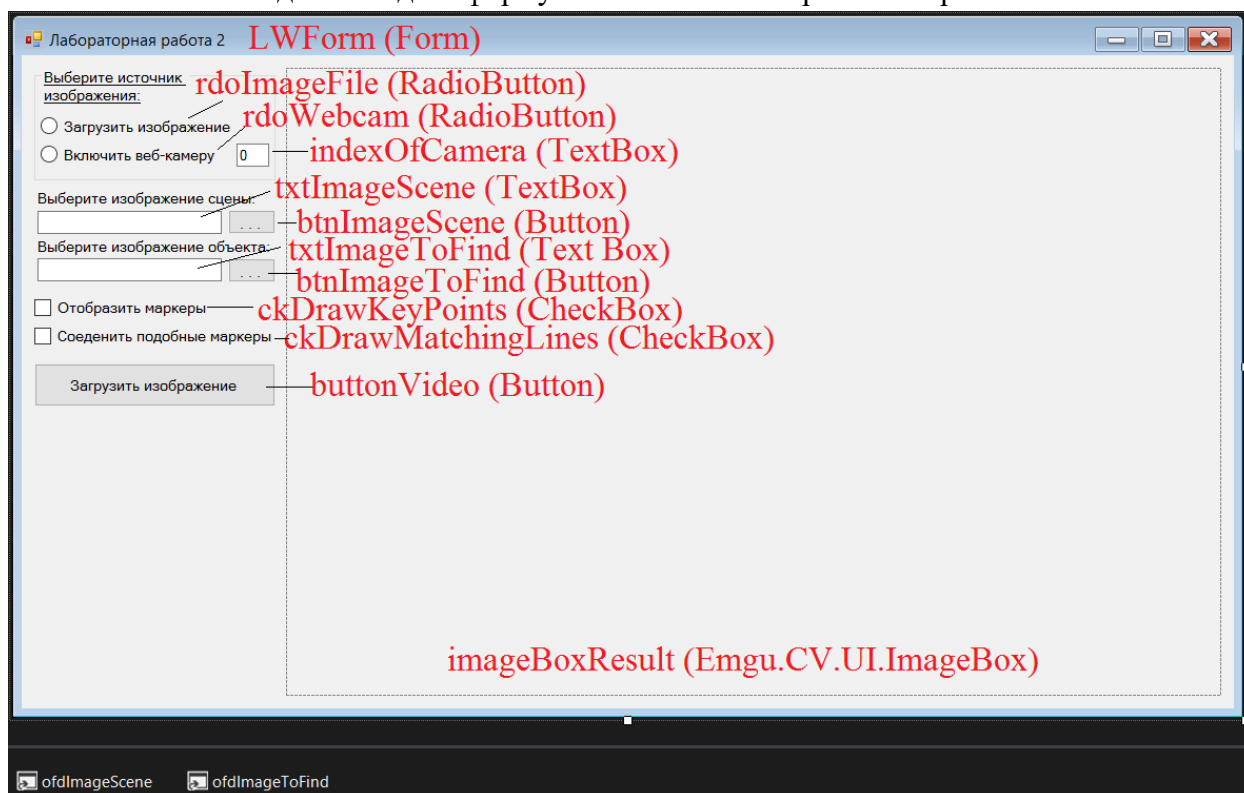 Лабораторная работа 2 LWForm (Form)
Выберите источник
изображения:
rdoImageFile (RadioButton)
Загрузить изображение
rdoWebcam (RadioButton)
Включить веб-камеру 0 indexOfCamera (TextBox)
Выберите изображение сцены: txtImageScene (TextBox)
... btnImageScene (Button)
Выберите изображение объекта: txtImageToFind (Text Box)
... btnImageToFind (Button)
Отобразить маркеры ckDrawKeyPoints (CheckBox)
Соеденить подобные маркеры ckDrawMatchingLines (CheckBox)
Загрузить изображение buttonVideo (Button)
imageBoxResult (Emgu.CV.UI.ImageBox)
ofdImageScene ofdImageToFind